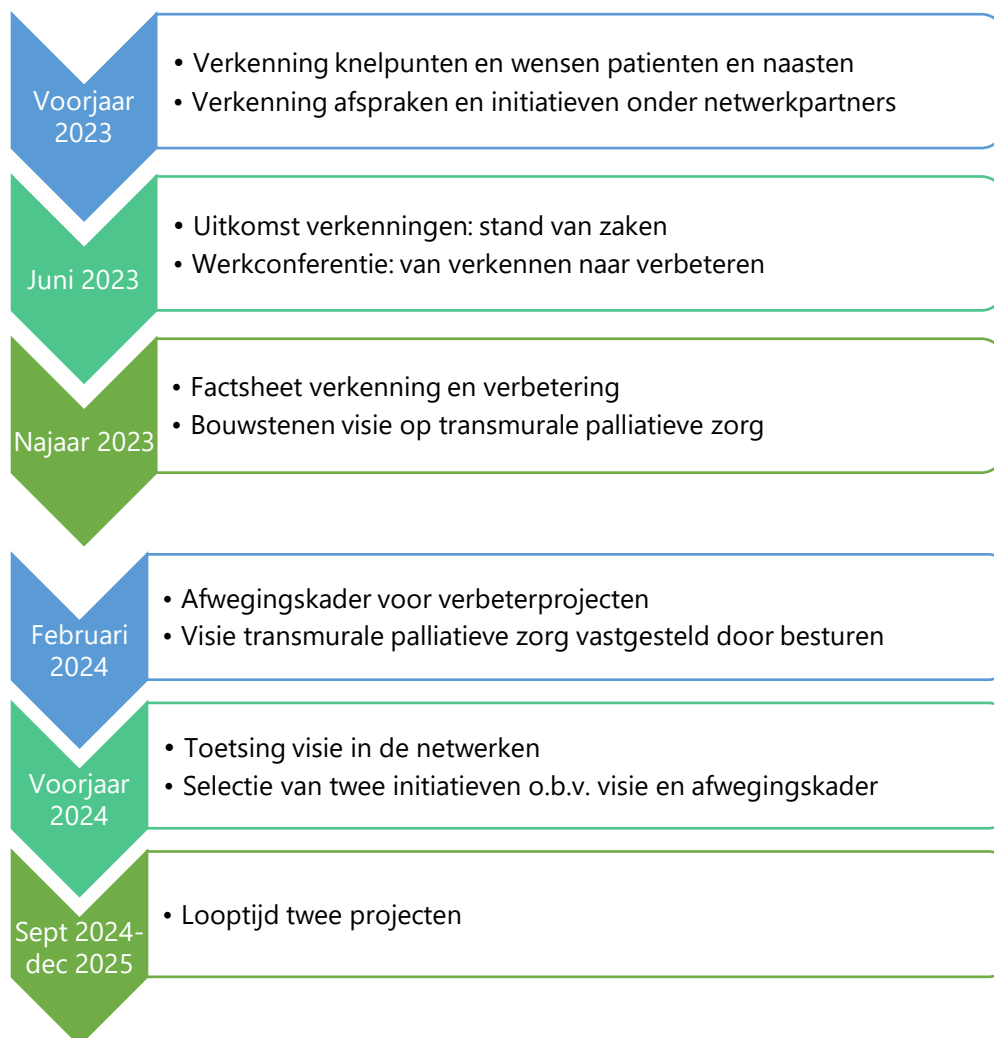 Voorjaar
2023
• Verkenning knelpunten en wensen patienten en naasten
• Verkenning afspraken en initiatieven onder netwerkpartners
Juni 2023
• Uitkomst verkenningen: stand van zaken
• Werkconferentie: van verkennen naar verbeteren
Najaar 2023
• Factsheet verkenning en verbetering
• Bouwstenen visie op transmurale palliatieve zorg
Februari
2024
• Afwegingskader voor verbeterprojecten
• Visie transmurale palliatieve zorg vastgesteld door besturen
Voorjaar
2024
• Toetsing visie in de netwerken
• Selectie van twee initiatieven o.b.v. visie en afwegingskader
Sept 2024-
dec 2025
• Looptijd twee projecten